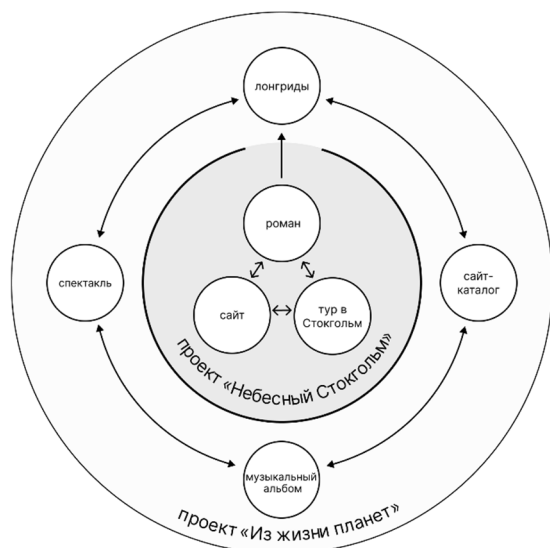 лонгриды
роман
спектакль
сайт-
каталог
сайт
тур в
Стокгольм
проект «Небесный Стокгольм»
музыкальный
альбом
проект «Из жизни планет»